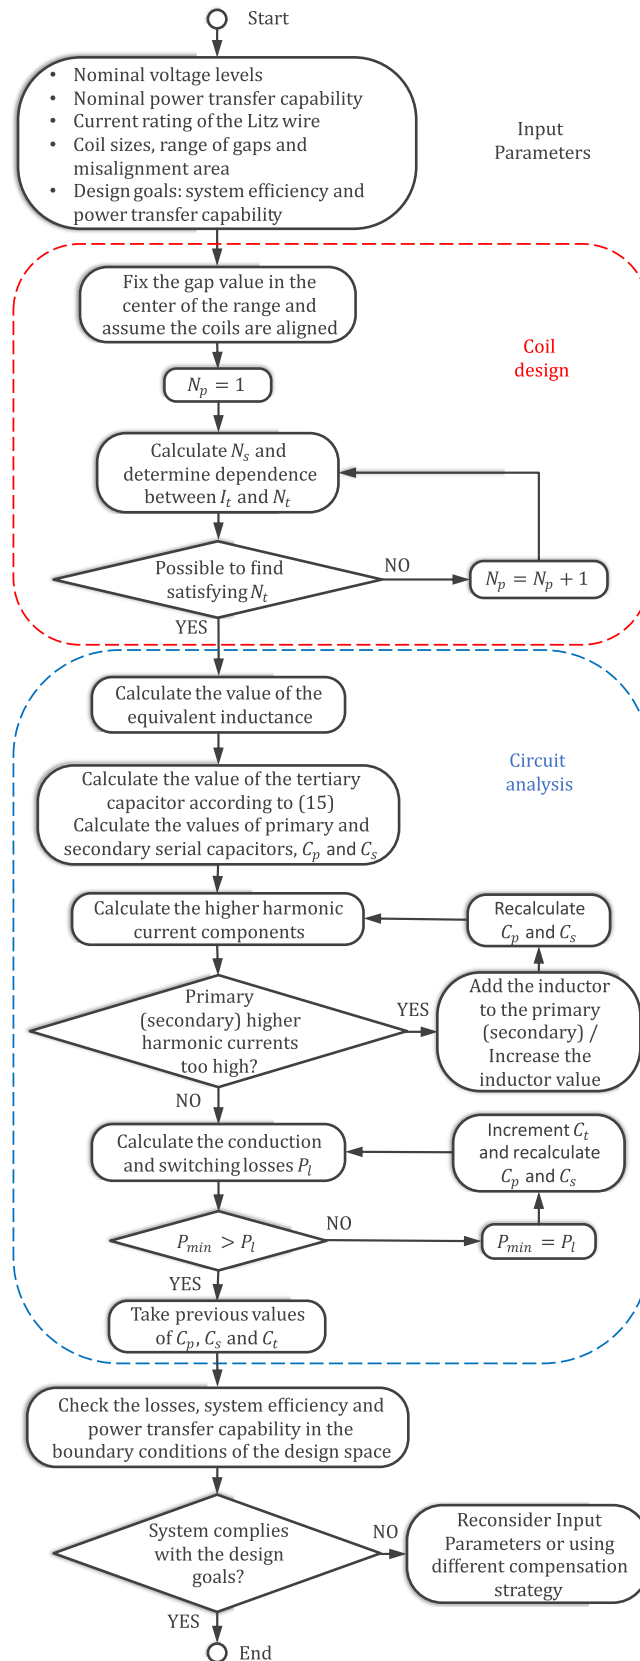 Start
• Nominal voltage levels
• Nominal power transfer capability
• Current rating of the Litz wire
• Coil sizes, range of gaps and
misalignment area
• Design goals: system efficiency and
power transfer capability
Input
Parameters
Fix the gap value in the
center of the range and
assume the coils are aligned
Coil
design
N_p = 1
Calculate N_s and
determine dependence
between I_t and N_t
Possible to find
satisfying N_t
NO
N_p = N_p + 1
YES
Calculate the value of the
equivalent inductance
Circuit
analysis
Calculate the value of the tertiary
capacitor according to (15)
Calculate the values of primary and
secondary serial capacitors, C_p and C_s
Calculate the higher harmonic
current components
Recalculate
C_p and C_s
Primary
(secondary) higher
harmonic currents
too high?
YES
Add the inductor
to the primary
(secondary) /
Increase the
inductor value
NO
Calculate the conduction
and switching losses P_l
Increment C_t
and recalculate
C_p and C_s
P_min > P_l
NO
P_min = P_l
YES
Take previous values
of C_p, C_s and C_t
Check the losses, system efficiency and
power transfer capability in the
boundary conditions of the design space
System complies
with the design
goals?
NO
Reconsider Input
Parameters or using
different compensation
strategy
YES
End